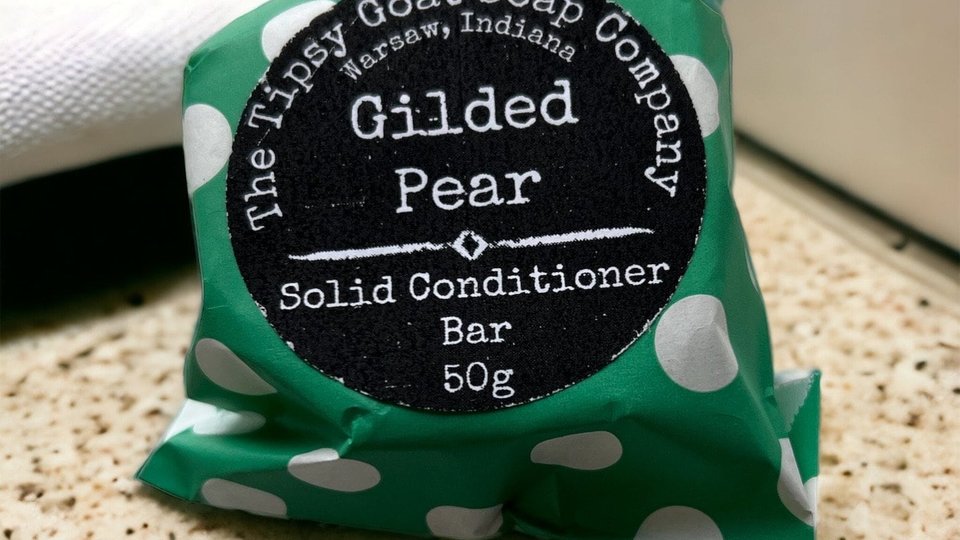 The Tipsy Goat Soap Company
Warsaw, Indiana
Gilded
Pear
Solid Conditioner
Bar
50g